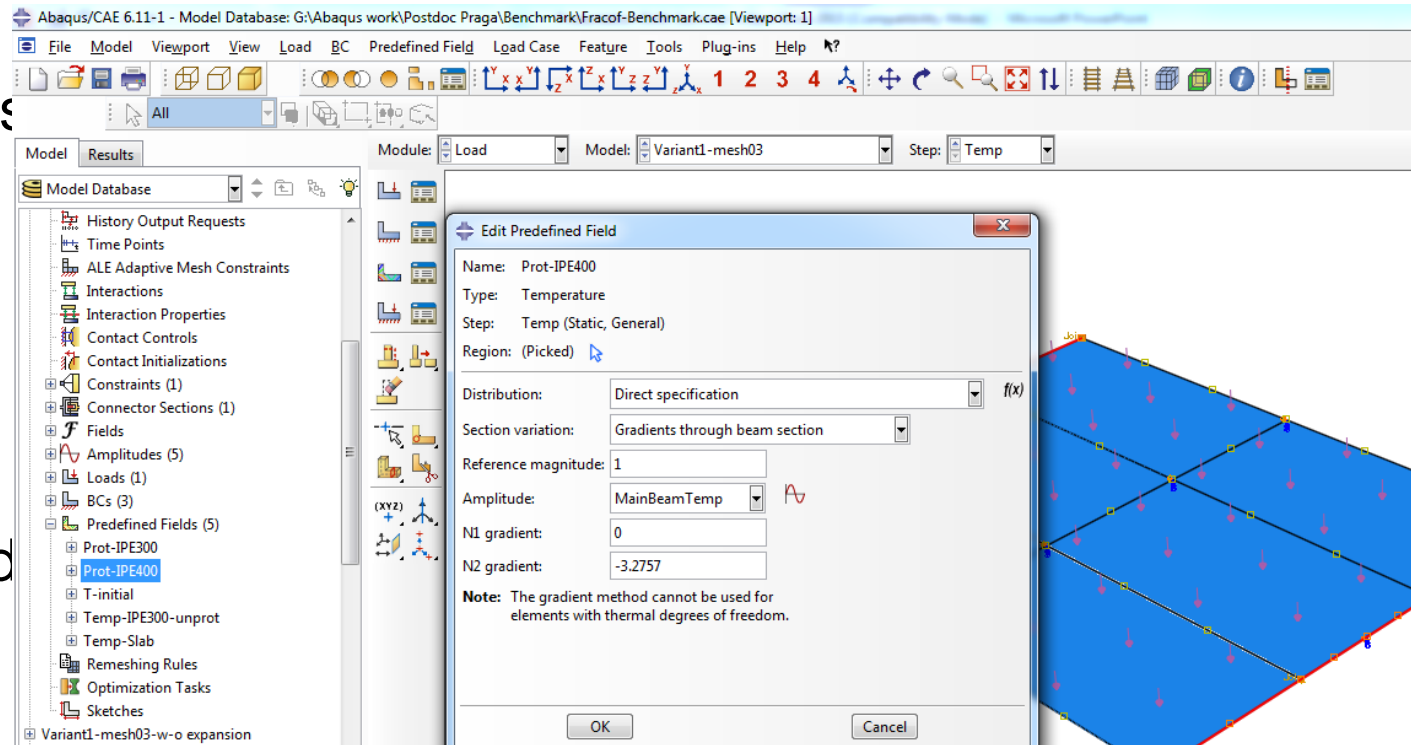 Abaqus/CAE 6.11-1 - Model Database: G:\Abaqus work\Postdoc Praga\Benchmark\Fracof-Benchmark.cae [Viewport: 1]
File Model Viewport View Load BC Predefined Field Load Case Feature Tools Plug-ins Help
1 2 3 4
All
Model Results
Module: Load Model: Variant1-mesh03 Step: Temp
Model Database
History Output Requests
Time Points
ALE Adaptive Mesh Constraints
Interactions
Interaction Properties
Contact Controls
Contact Initializations
Constraints (1)
Connector Sections (1)
Fields
Amplitudes (5)
Loads (1)
BCs (3)
Predefined Fields (5)
Prot-IPE300
Prot-IPE400
T-initial
Temp-IPE300-unprot
Temp-Slab
Remeshing Rules
Optimization Tasks
Sketches
Variant1-mesh03-w-o expansion
(XYZ)
Edit Predefined Field
Name: Prot-IPE400
Type: Temperature
Step: Temp (Static, General)
Region: (Picked)
Distribution: Direct specification f(x)
Section variation: Gradients through beam section
Reference magnitude: 1
Amplitude: MainBeamTemp
N1 gradient: 0
N2 gradient: -3.2757
Note: The gradient method cannot be used for
elements with thermal degrees of freedom.
OK Cancel